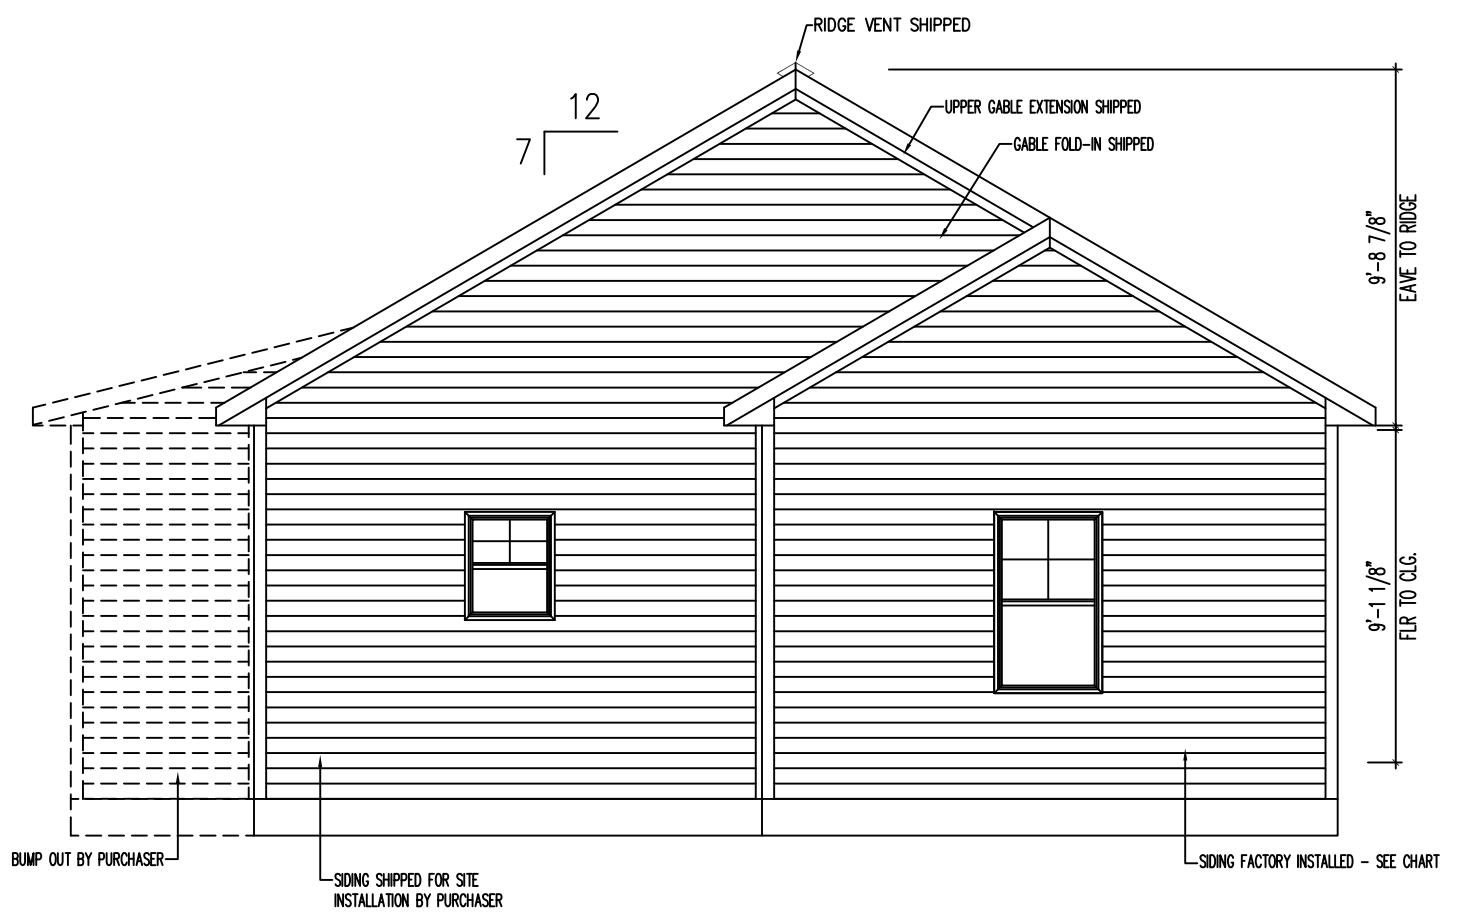 RIDGE VENT SHIPPED
12
7
UPPER GABLE EXTENSION SHIPPED
GABLE FOLD-IN SHIPPED
9'-8 7/8"
EAVE TO RIDGE
9'-1 1/8"
FLR TO CLG.
BUMP OUT BY PURCHASER
SIDING SHIPPED FOR SITE
INSTALLATION BY PURCHASER
SIDING FACTORY INSTALLED - SEE CHART